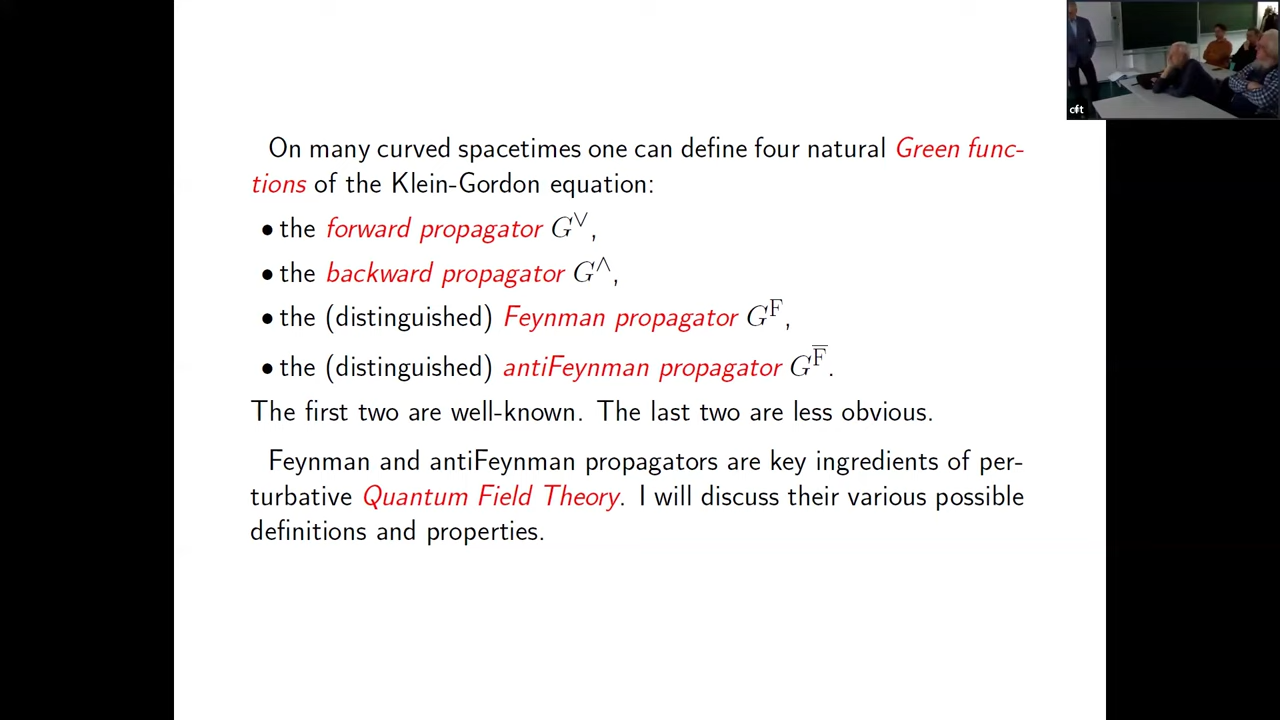 On many curved spacetimes one can define four natural Green func-
tions of the Klein-Gordon equation:
• the forward propagator G^∨,
• the backward propagator G^∧,
• the (distinguished) Feynman propagator G^F,
• the (distinguished) antiFeynman propagator G^F̅.
The first two are well-known. The last two are less obvious.
Feynman and antiFeynman propagators are key ingredients of per-
turbative Quantum Field Theory. I will discuss their various possible
definitions and properties.
cft